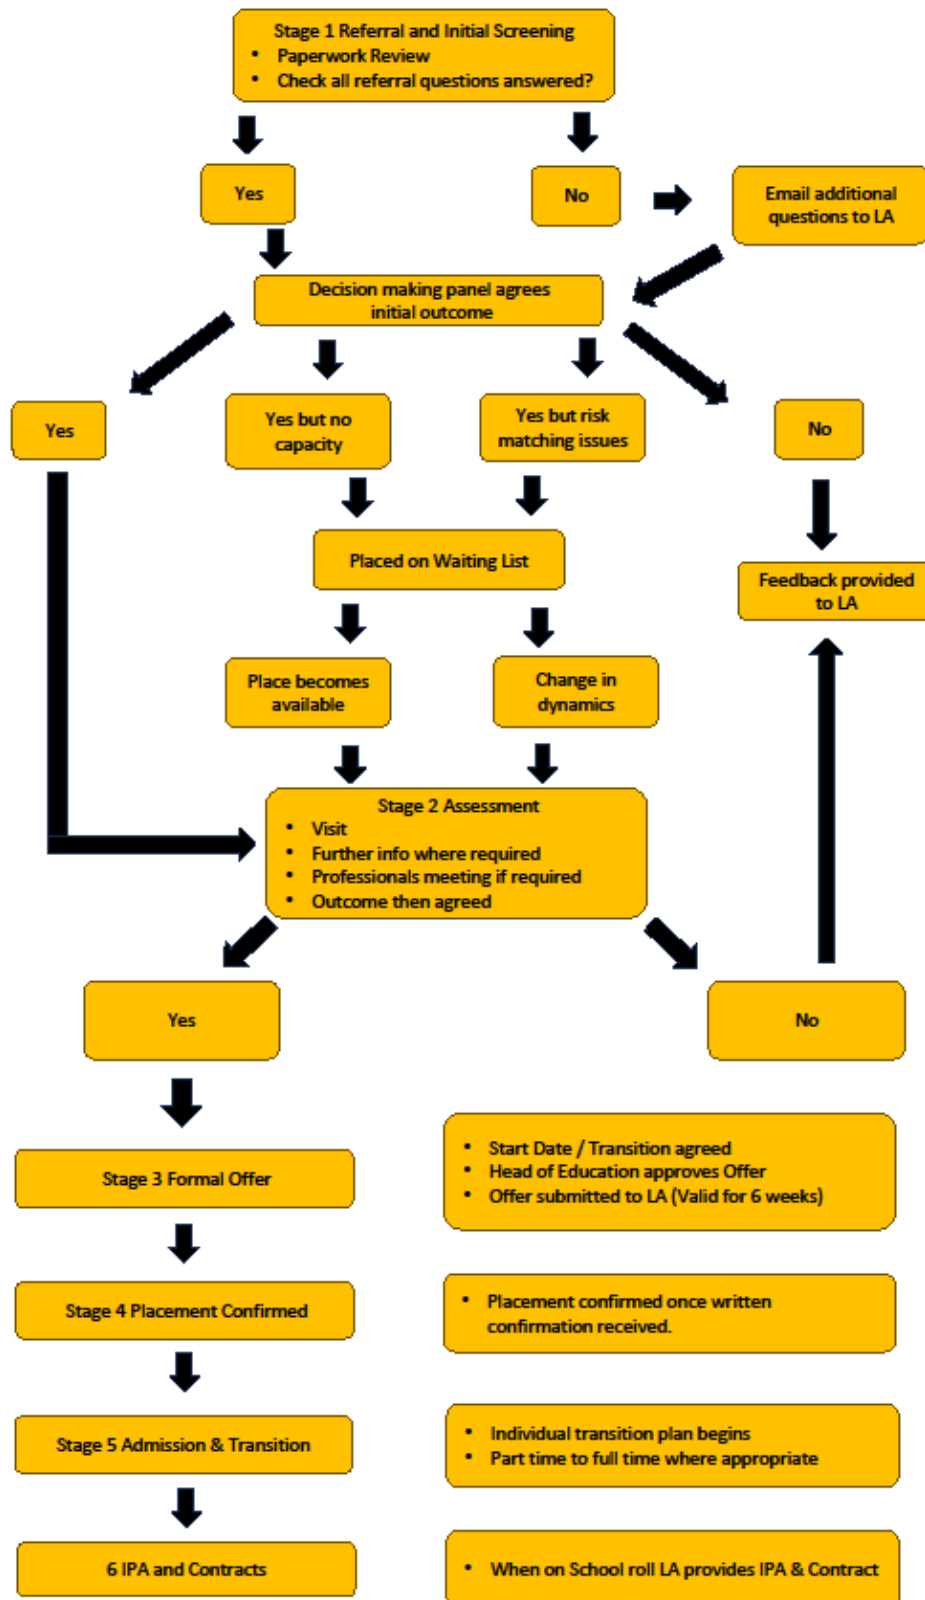 Stage 1 Referral and Initial Screening
• Paperwork Review
• Check all referral questions answered?
Yes
No
Email additional
questions to LA
Decision making panel agrees
initial outcome
Yes
Yes but no
capacity
Yes but risk
matching issues
No
Placed on Waiting List
Feedback provided
to LA
Place becomes
available
Change in
dynamics
Stage 2 Assessment
• Visit
• Further info where required
• Professionals meeting if required
• Outcome then agreed
Yes
No
Stage 3 Formal Offer
• Start Date / Transition agreed
• Head of Education approves Offer
• Offer submitted to LA (Valid for 6 weeks)
Stage 4 Placement Confirmed
• Placement confirmed once written
confirmation received.
Stage 5 Admission & Transition
• Individual transition plan begins
• Part time to full time where appropriate
6 IPA and Contracts
• When on School roll LA provides IPA & Contract